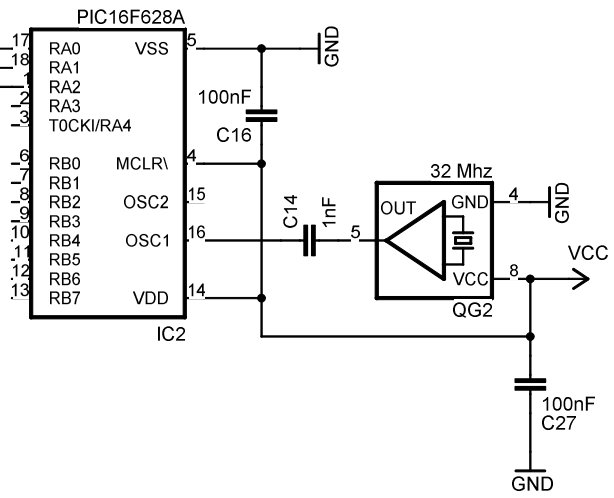 PIC16F628A
17 RA0 VSS 5
18 RA1
1 RA2
2 RA3
3 T0CKI/RA4
6 RB0 MCLR\ 4
7 RB1
8 RB2 OSC2 15
9 RB3
10 RB4 OSC1 16
11 RB5
12 RB6
13 RB7 VDD 14
IC2
GND
100nF
C16
C14
1nF
32 Mhz
OUT
GND 4
GND
5
VCC 8
VCC
QG2
100nF
C27
GND